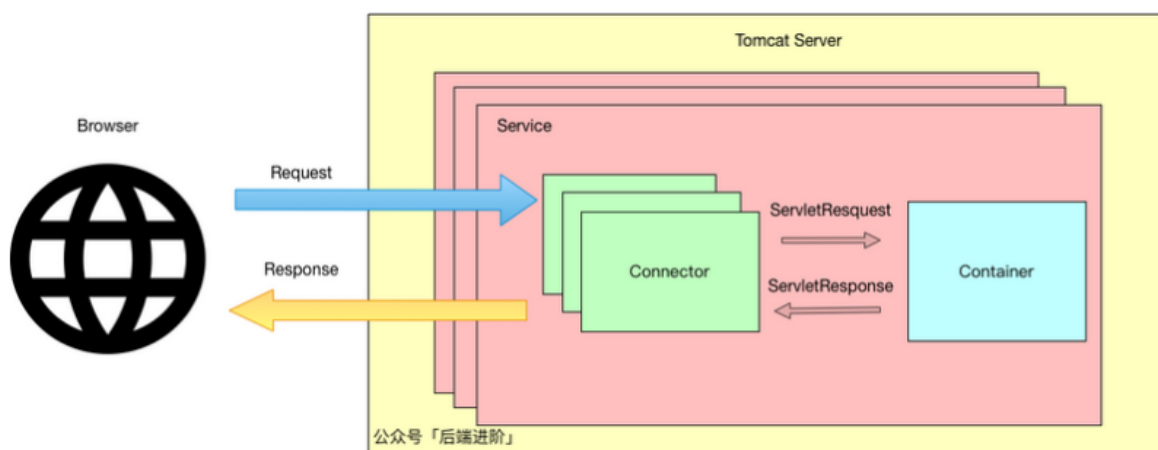 Tomcat Server
Browser
Service
Request
ServletResquest
Response
Connector
Container
ServletResponse
公众号「后端进阶」